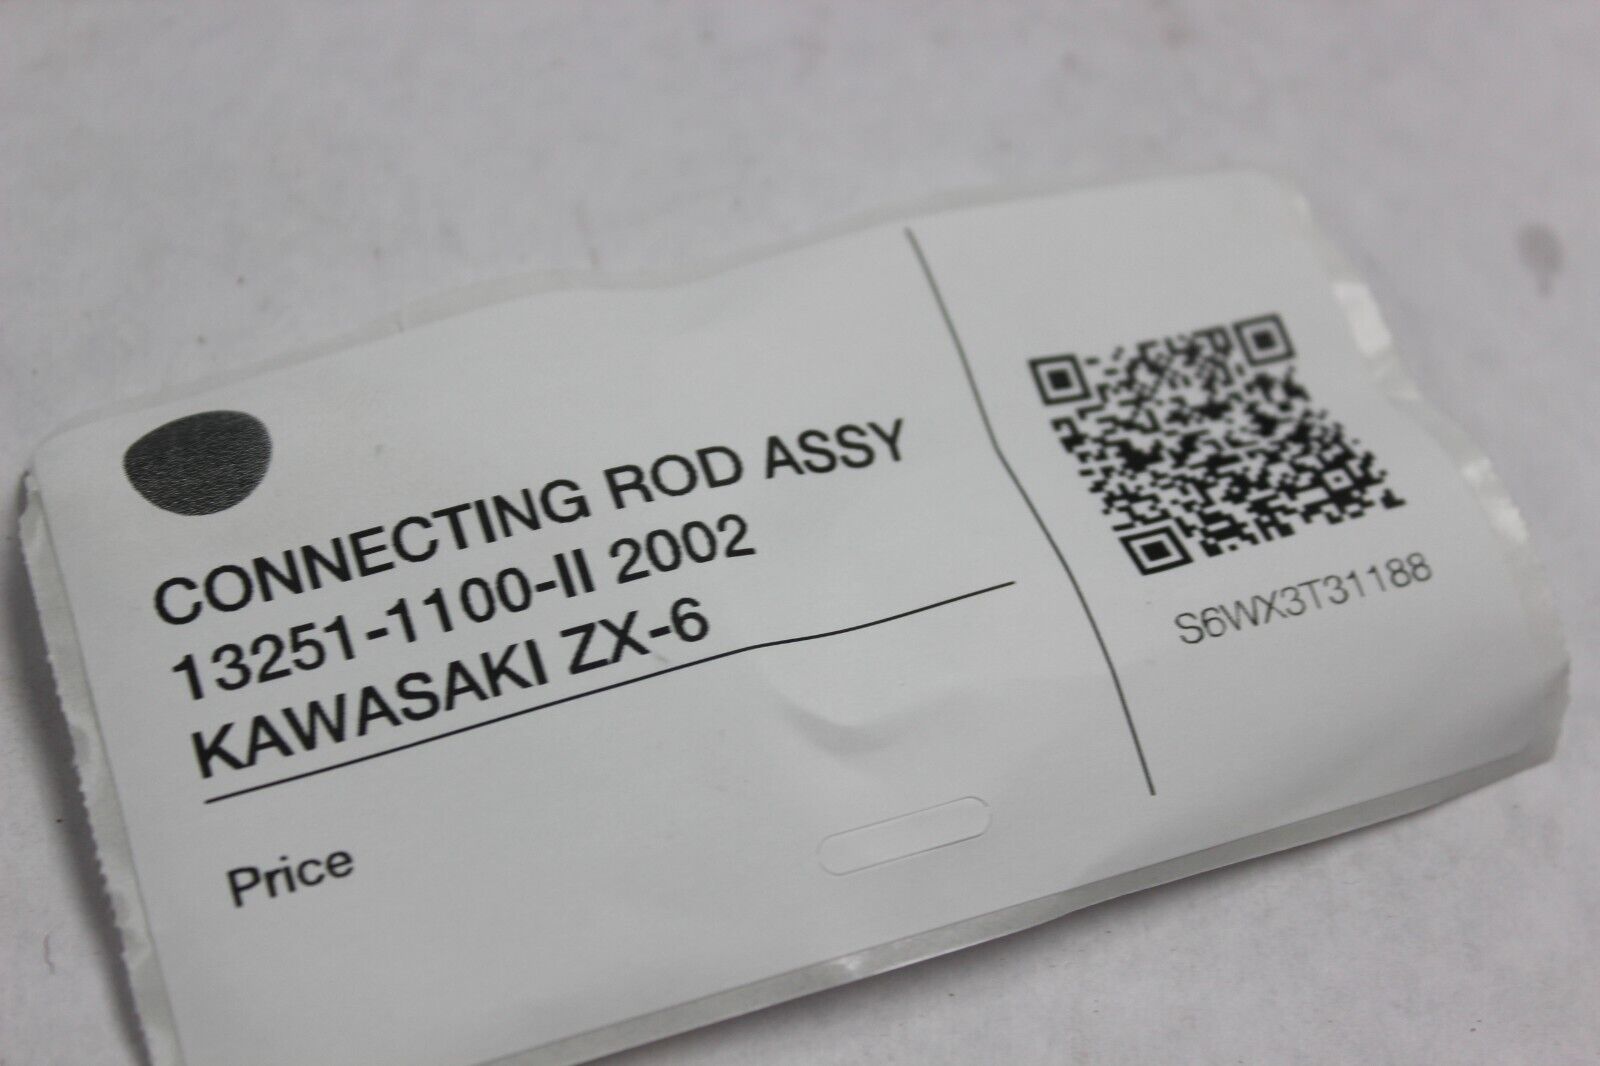 CONNECTING ROD ASSY
13251-1100-II 2002
KAWASAKI ZX-6
Price
S6WX3T31188